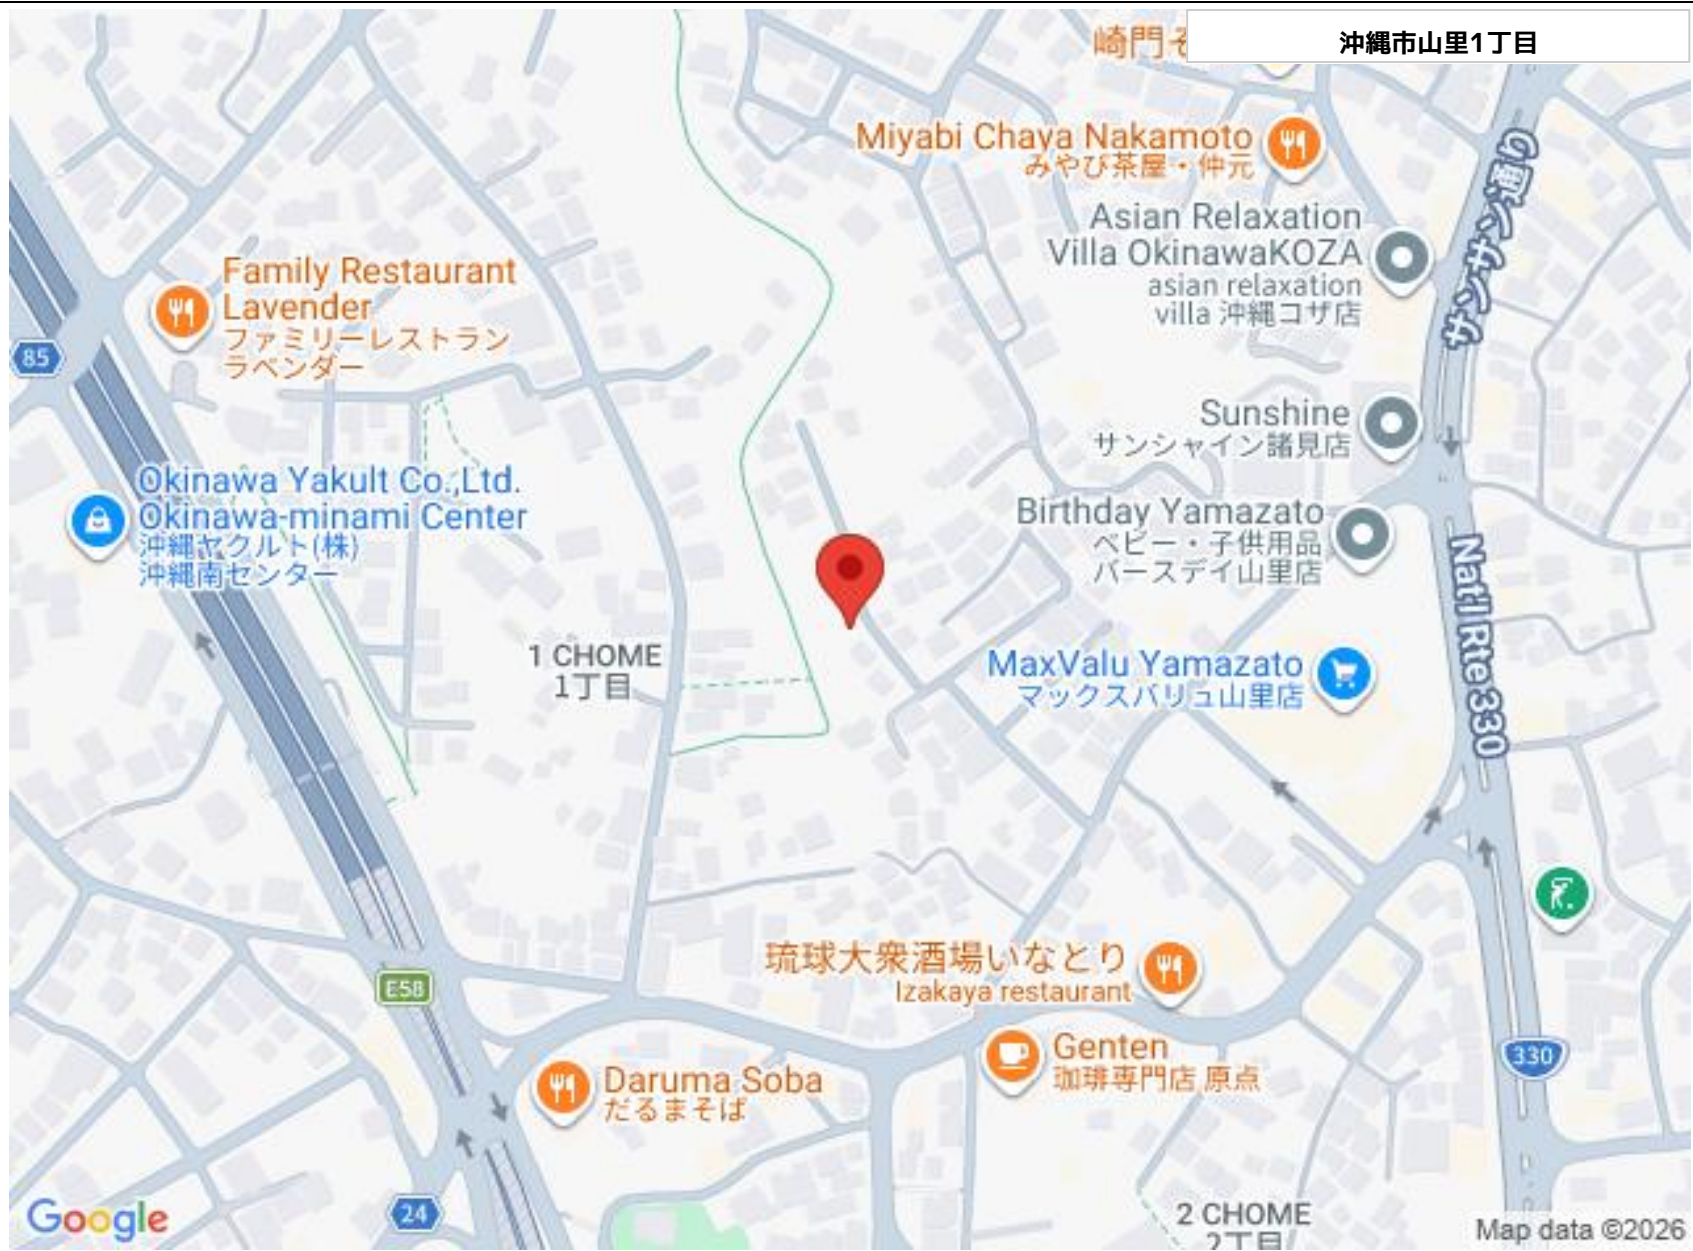 沖縄市山里1丁目
崎門
Miyabi Chaya Nakamoto
みやび茶屋・仲元
サンサン通り
Asian Relaxation
Villa OkinawaKOZA
asian relaxation
villa 沖縄コザ店
Family Restaurant
Lavender
ファミリーレストラン
ラベンダー
85
Sunshine
サンシャイン諸見店
Okinawa Yakult Co.,Ltd.
Okinawa-minami Center
沖縄ヤクルト(株)
沖縄南センター
Birthday Yamazato
ベビー・子供用品
バースデイ山里店
Nat'l Rte 330
1 CHOME
1丁目
MaxValu Yamazato
マックスバリュ山里店
琉球大衆酒場いなとり
Izakaya restaurant
E58
Genten
珈琲専門店 原点
330
Daruma Soba
だるまそば
24
2 CHOME
2丁目
Google
Map data ©2026